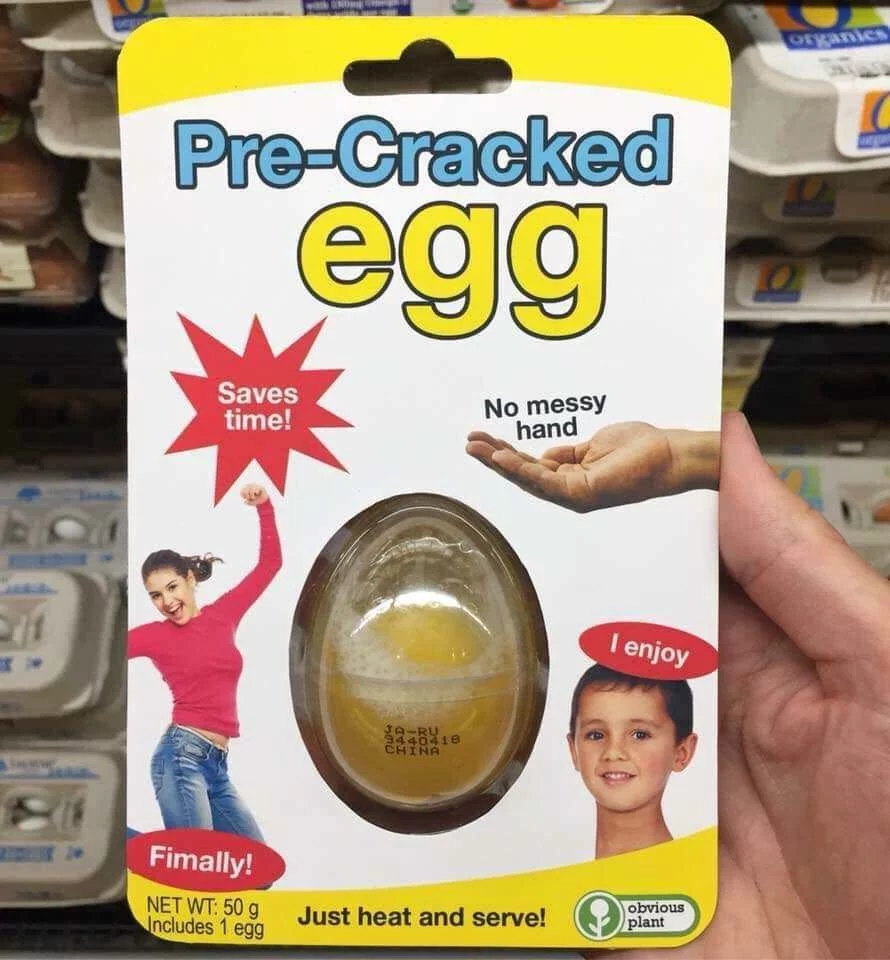 organics
Pre-Cracked
egg
Saves
time!
No messy
hand
I enjoy
JA-RU
9440418
CHINA
Fimally!
NET WT: 50 g
Includes 1 egg
Just heat and serve!
obvious
plant